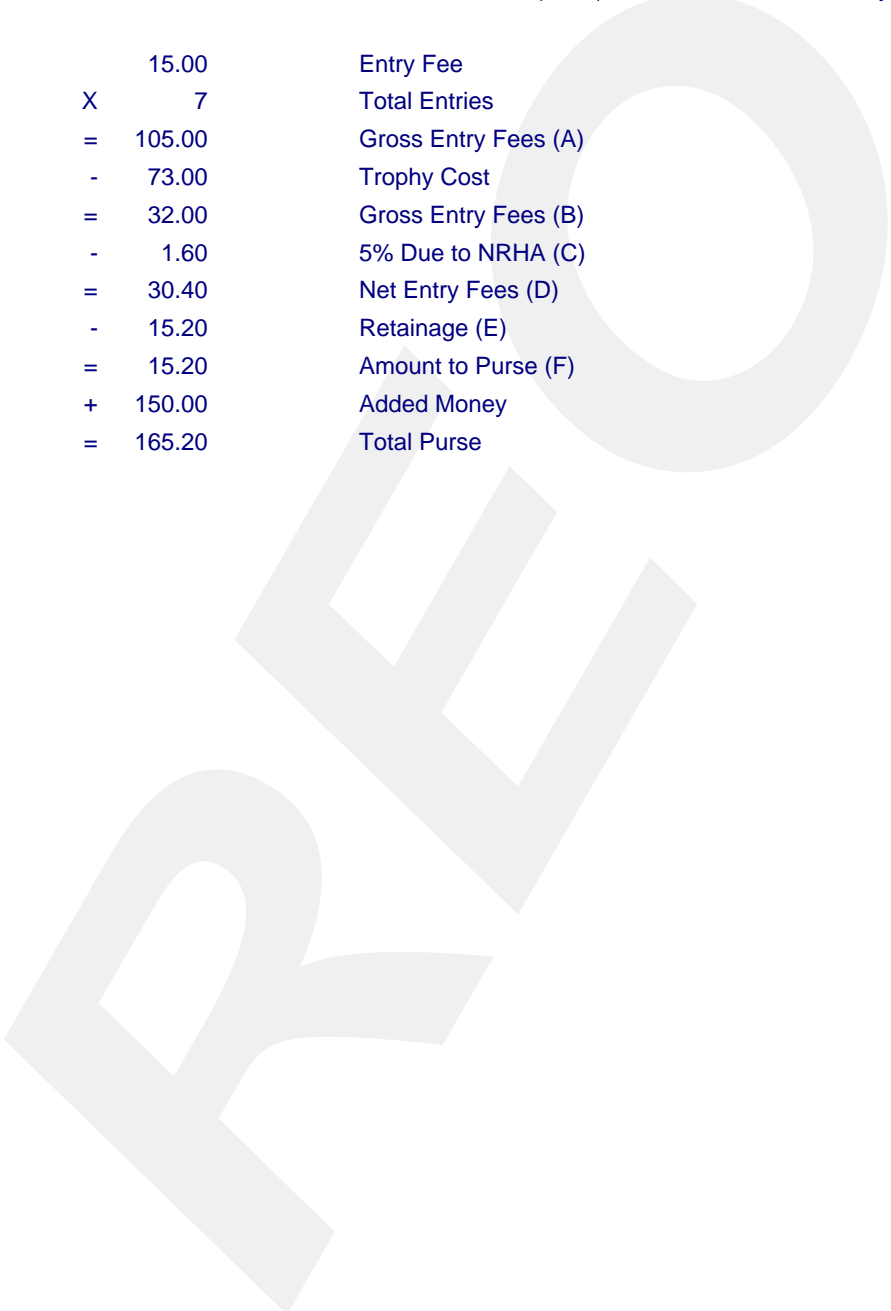 15.00 Entry Fee
X 7 Total Entries
= 105.00 Gross Entry Fees (A)
- 73.00 Trophy Cost
= 32.00 Gross Entry Fees (B)
- 1.60 5% Due to NRHA (C)
= 30.40 Net Entry Fees (D)
- 15.20 Retainage (E)
= 15.20 Amount to Purse (F)
+ 150.00 Added Money
= 165.20 Total Purse
REO